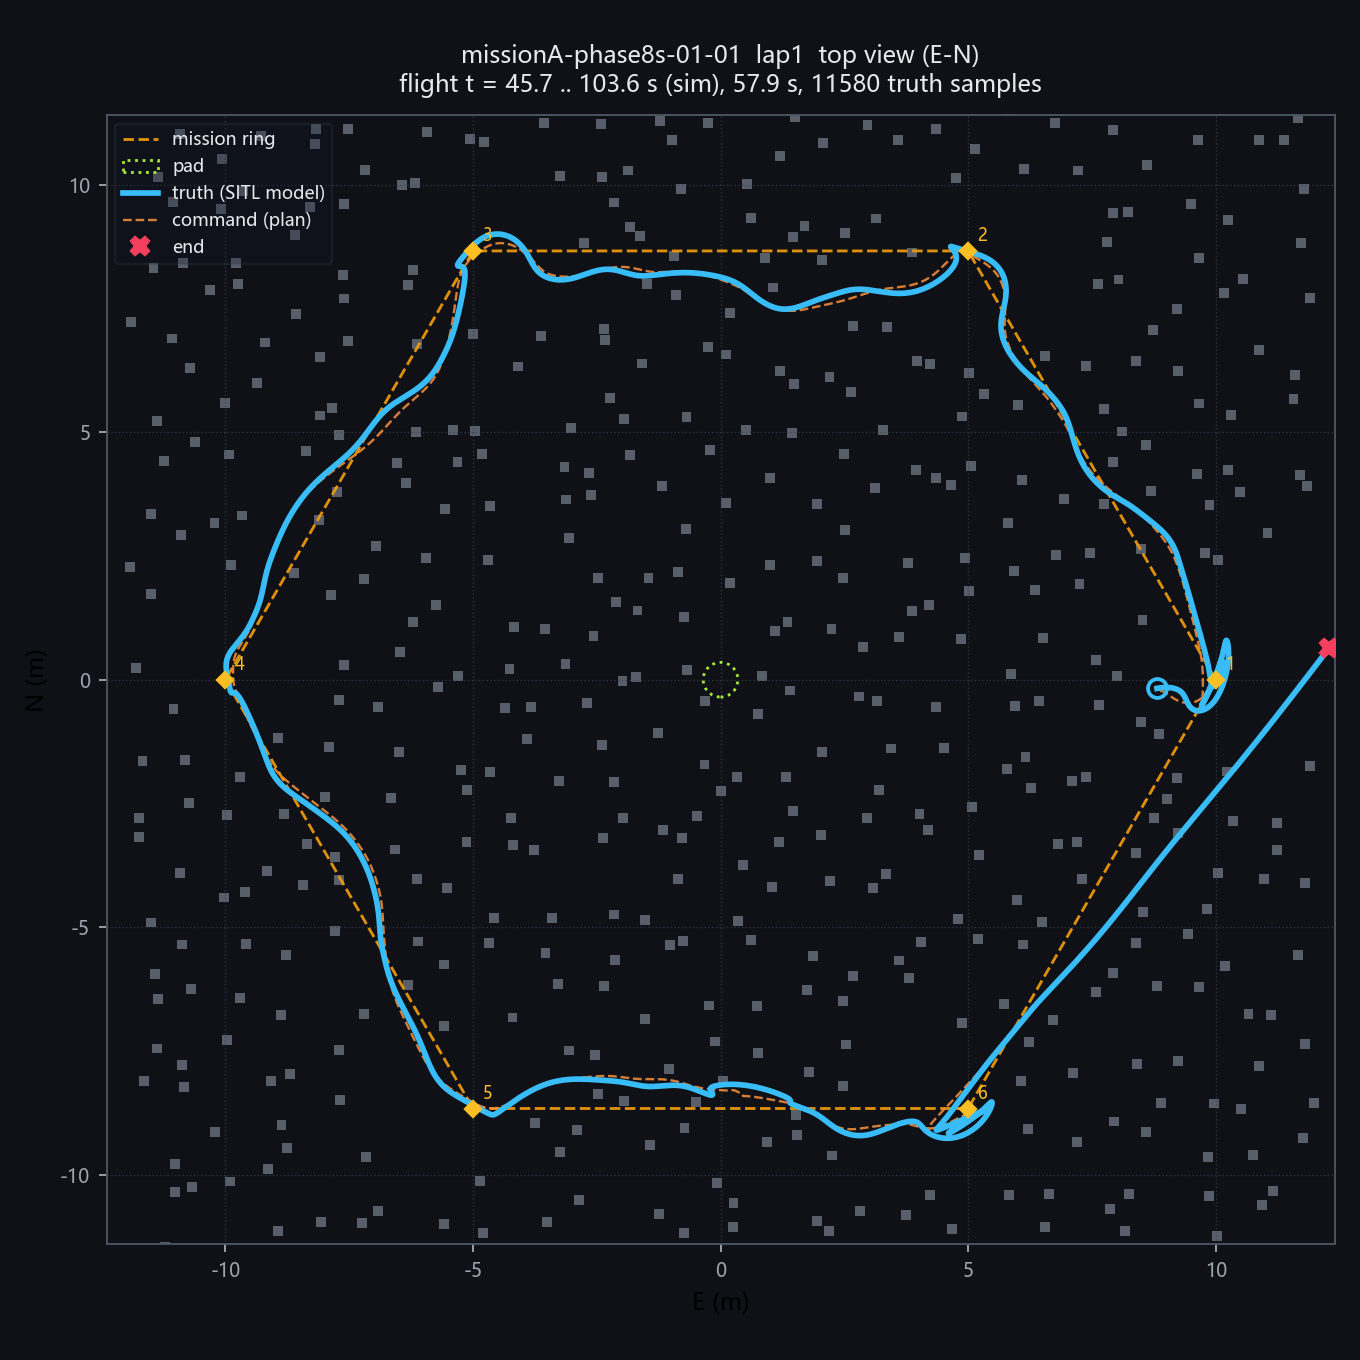 missionA-phase8s-01-01 lap1 top view (E-N)
flight t = 45.7 .. 103.6 s (sim), 57.9 s, 11580 truth samples
mission ring
pad
truth (SITL model)
command (plan)
end
3
2
4
1
5
6
10
5
0
-5
-10
N (m)
-10
-5
0
5
10
E (m)